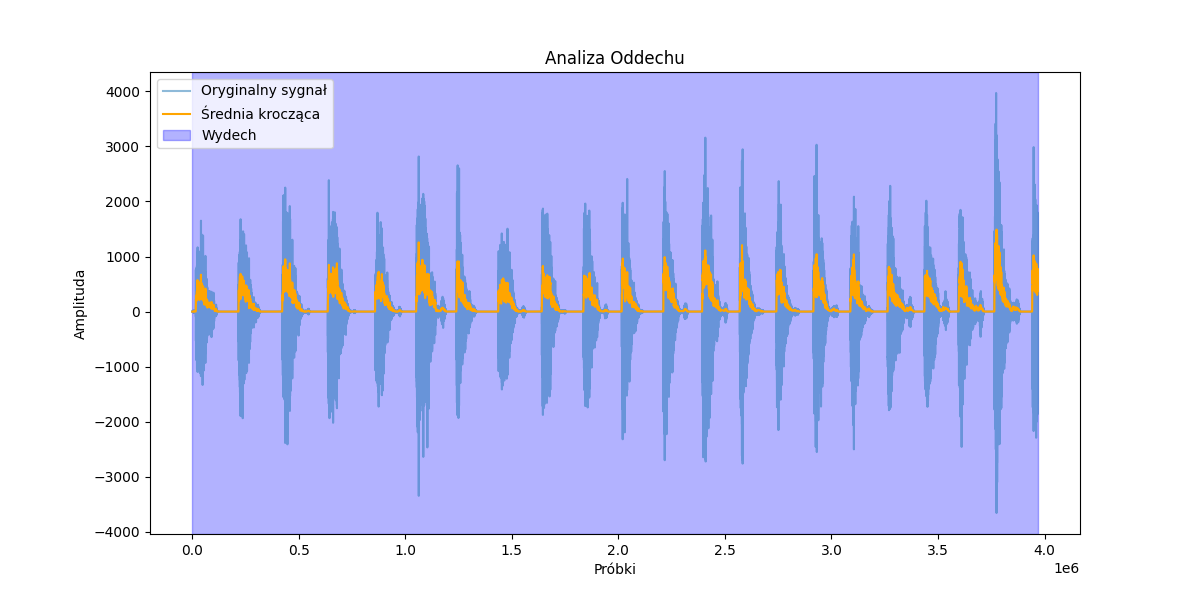 Analiza Oddechu
Oryginalny sygnał
Średnia krocząca
Wydech
Amplituda
4000
3000
2000
1000
0
−1000
−2000
−3000
−4000
0.0 0.5 1.0 1.5 2.0 2.5 3.0 3.5 4.0
1e6
Próbki